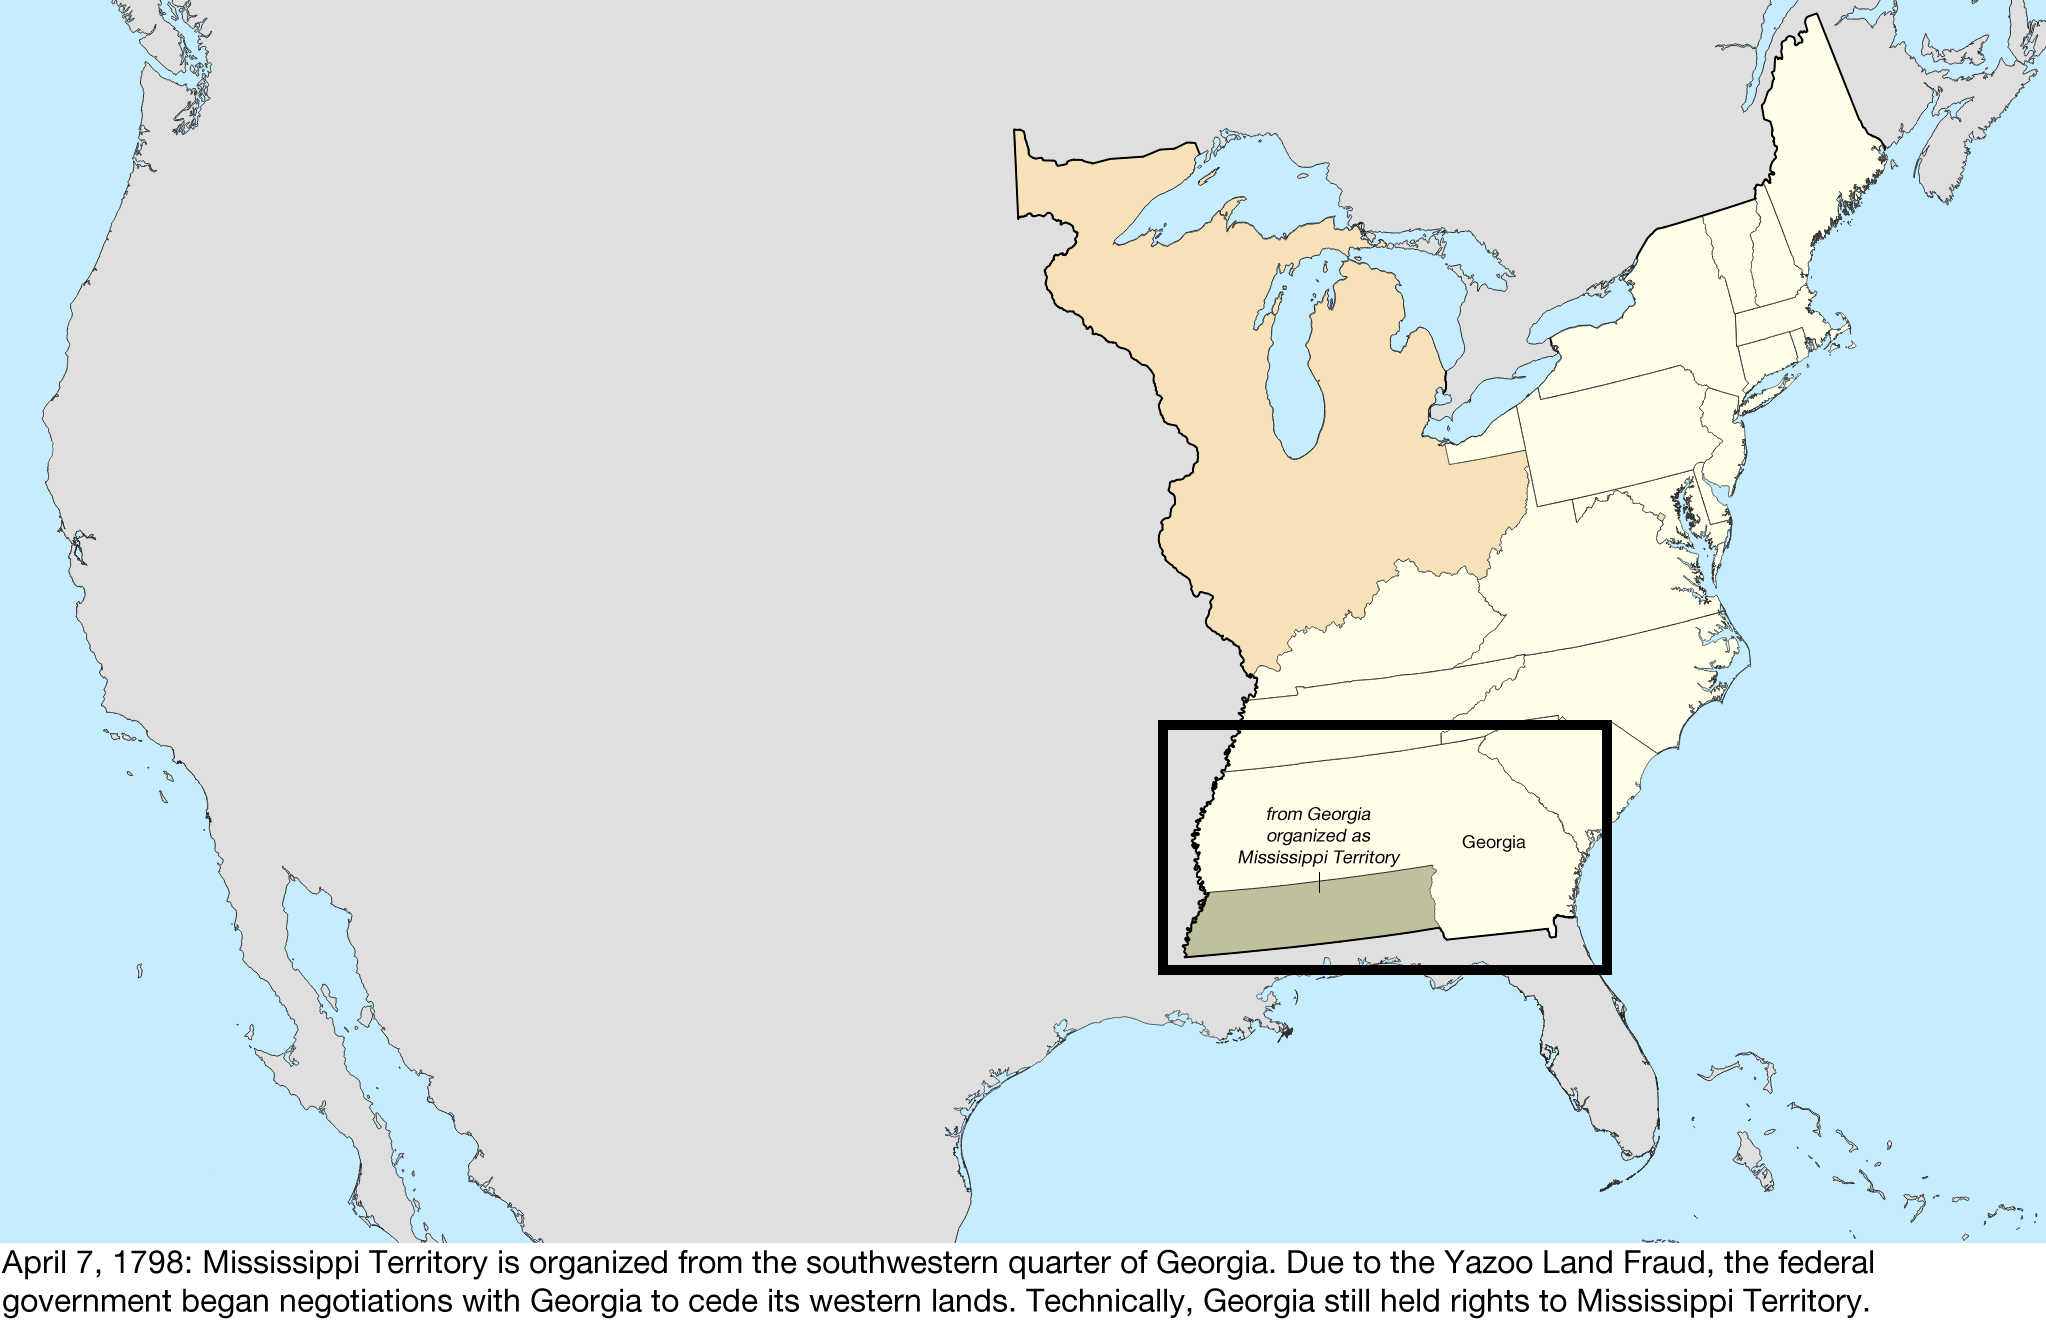 from Georgia
organized as
Mississippi Territory
Georgia
April 7, 1798: Mississippi Territory is organized from the southwestern quarter of Georgia. Due to the Yazoo Land Fraud, the federal
government began negotiations with Georgia to cede its western lands. Technically, Georgia still held rights to Mississippi Territory.